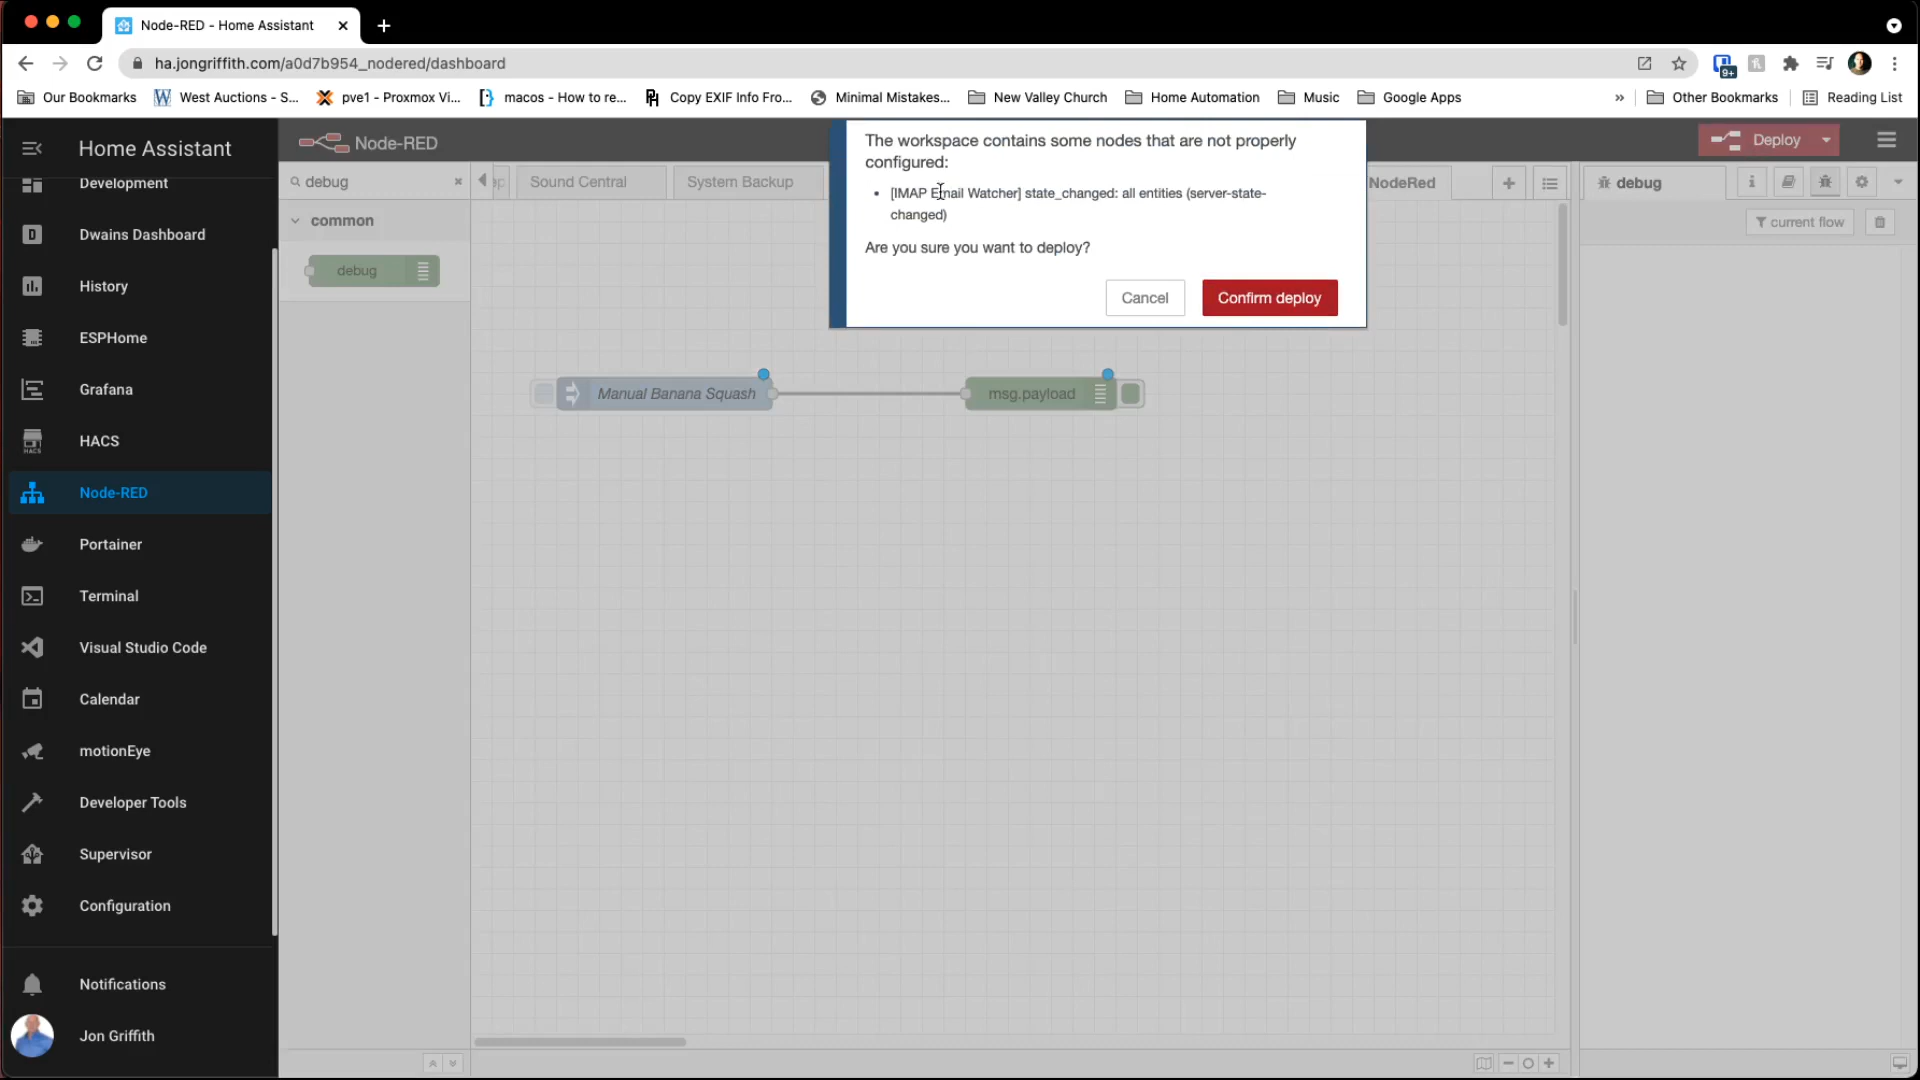 Node-RED - Home Assistant
ha.jongriffith.com/a0d7b954_nodered/dashboard
9+
Our Bookmarks
West Auctions - S...
pve1 - Proxmox Vi...
macos - How to re...
Copy EXIF Info Fro...
Minimal Mistakes...
New Valley Church
Home Automation
Music
Google Apps
»
Other Bookmarks
Reading List
Home Assistant
Development
Dwains Dashboard
History
ESPHome
Grafana
HACS
Node-RED
Portainer
Terminal
Visual Studio Code
Calendar
motionEye
Developer Tools
Supervisor
Configuration
Notifications
Jon Griffith
Node-RED
Deploy
debug
common
debug
Sound Central
System Backup
NodeRed
The workspace contains some nodes that are not properly
configured:
[IMAP Email Watcher] state_changed: all entities (server-state-
changed)
Are you sure you want to deploy?
Cancel
Confirm deploy
Manual Banana Squash
msg.payload
debug
current flow